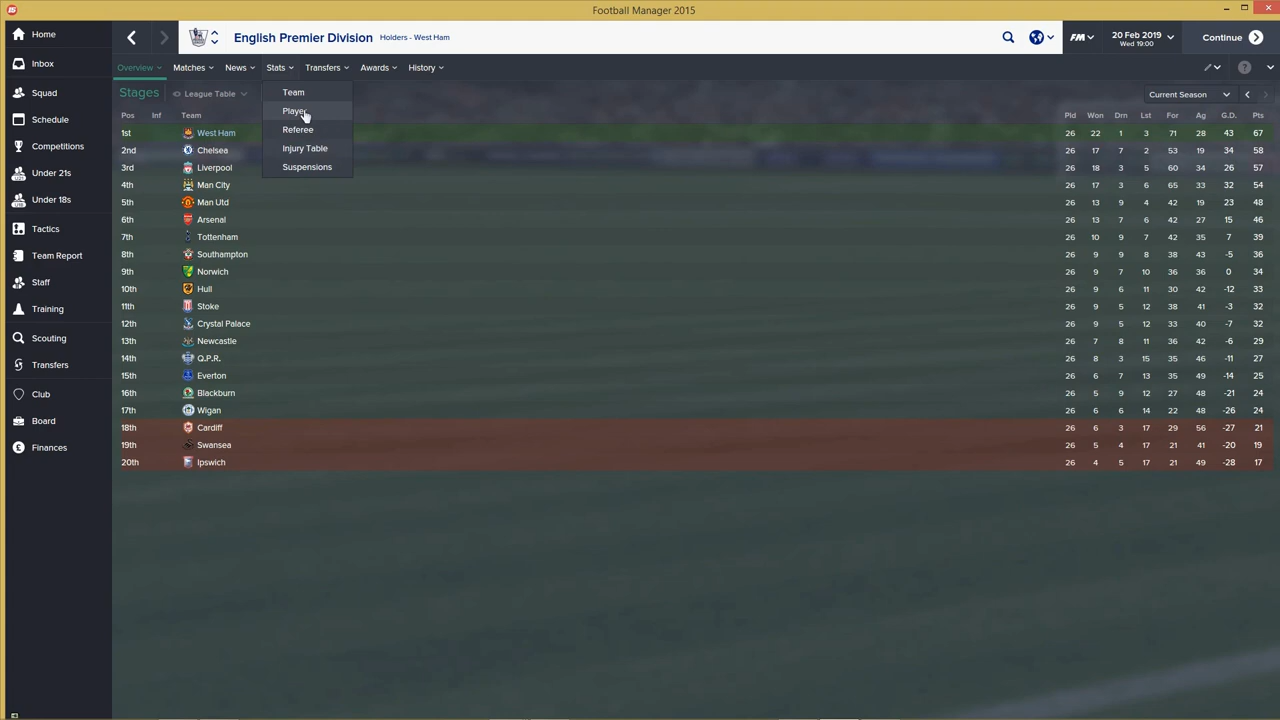 Football Manager 2015
Home
English Premier Division Holders - West Ham
FM
20 Feb 2019
Wed 19:00
Continue
Inbox
Overview Matches News Stats Transfers Awards History
Squad
Schedule
Competitions
Under 21s
Under 18s
Tactics
Team Report
Staff
Training
Scouting
Transfers
Club
Board
Finances
Team
Player
Referee
Injury Table
Suspensions
Stages League Table Current Season
Pos Inf Team Pld Won Drn Lst For Ag G.D. Pts
1st West Ham 26 22 1 3 71 28 43 67
2nd Chelsea 26 17 7 2 53 19 34 58
3rd Liverpool 26 18 3 5 60 34 26 57
4th Man City 26 17 3 6 65 33 32 54
5th Man Utd 26 13 9 4 42 19 23 48
6th Arsenal 26 13 7 6 42 27 15 46
7th Tottenham 26 10 9 7 42 35 7 39
8th Southampton 26 9 9 8 38 43 -5 36
9th Norwich 26 9 7 10 36 36 0 34
10th Hull 26 9 6 11 30 42 -12 33
11th Stoke 26 9 5 12 38 41 -3 32
12th Crystal Palace 26 9 5 12 33 40 -7 32
13th Newcastle 26 7 8 11 36 42 -6 29
14th Q.P.R. 26 8 3 15 35 46 -11 27
15th Everton 26 6 7 13 35 49 -14 25
16th Blackburn 26 5 9 12 27 48 -21 24
17th Wigan 26 6 6 14 22 48 -26 24
18th Cardiff 26 6 3 17 29 56 -27 21
19th Swansea 26 5 4 17 21 41 -20 19
20th Ipswich 26 4 5 17 21 49 -28 17